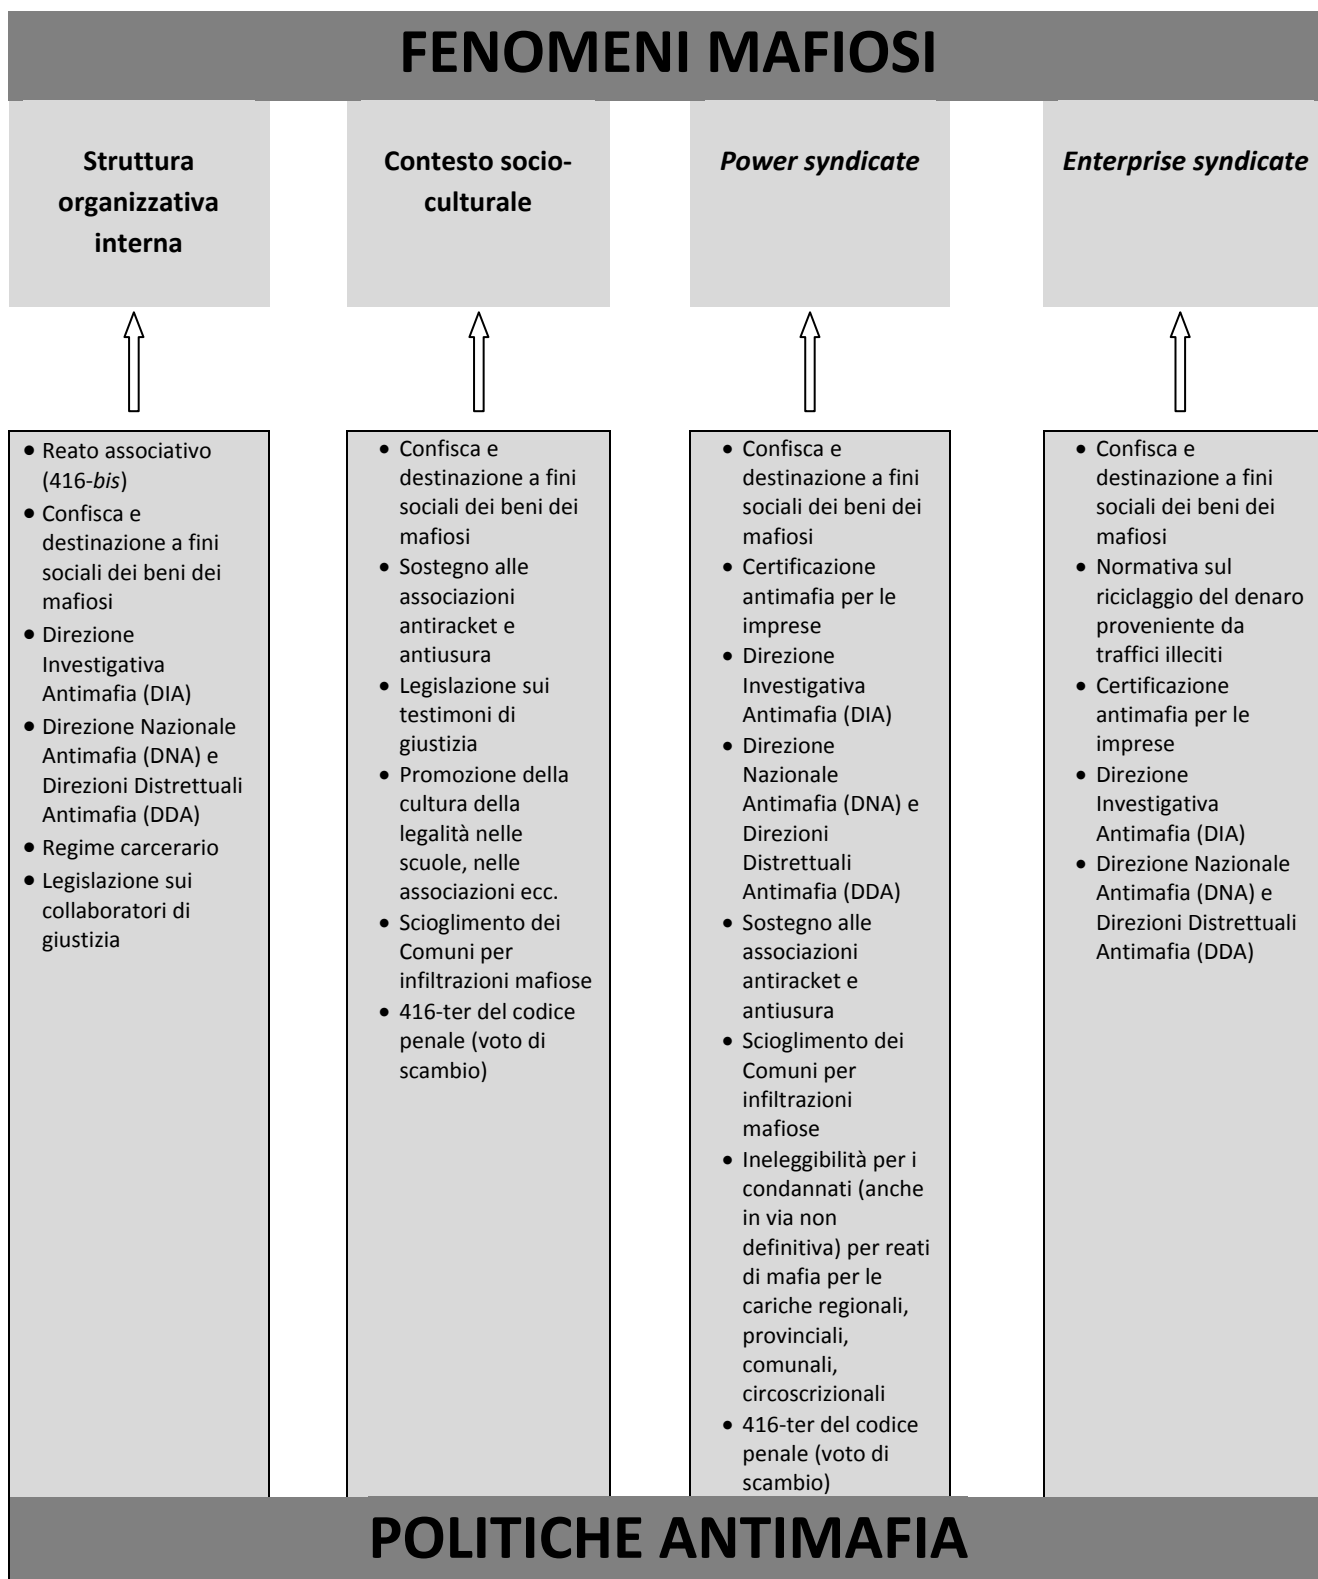 FENOMENI MAFIOSI
Struttura
organizzativa
interna
Contesto socio-
culturale
Power syndicate
Enterprise syndicate
• Reato associativo
(416-bis)
• Confisca e
destinazione a fini
sociali dei beni dei
mafiosi
• Direzione
Investigativa
Antimafia (DIA)
• Direzione Nazionale
Antimafia (DNA) e
Direzioni Distrettuali
Antimafia (DDA)
• Regime carcerario
• Legislazione sui
collaboratori di
giustizia
• Confisca e
destinazione a fini
sociali dei beni dei
mafiosi
• Sostegno alle
associazioni
antiracket e
antiusura
• Legislazione sui
testimoni di
giustizia
• Promozione della
cultura della
legalità nelle
scuole, nelle
associazioni ecc.
• Scioglimento dei
Comuni per
infiltrazioni mafiose
• 416-ter del codice
penale (voto di
scambio)
• Confisca e
destinazione a fini
sociali dei beni dei
mafiosi
• Certificazione
antimafia per le
imprese
• Direzione
Investigativa
Antimafia (DIA)
• Direzione
Nazionale
Antimafia (DNA) e
Direzioni
Distrettuali
Antimafia (DDA)
• Sostegno alle
associazioni
antiracket e
antiusura
• Scioglimento dei
Comuni per
infiltrazioni
mafiose
• Ineleggibilità per i
condannati (anche
in via non
definitiva) per reati
di mafia per le
cariche regionali,
provinciali,
comunali,
circoscrizionali
• 416-ter del codice
penale (voto di
scambio)
• Confisca e
destinazione a fini
sociali dei beni dei
mafiosi
• Normativa sul
riciclaggio del denaro
proveniente da
traffici illeciti
• Certificazione
antimafia per le
imprese
• Direzione
Investigativa
Antimafia (DIA)
• Direzione Nazionale
Antimafia (DNA) e
Direzioni Distrettuali
Antimafia (DDA)
POLITICHE ANTIMAFIA